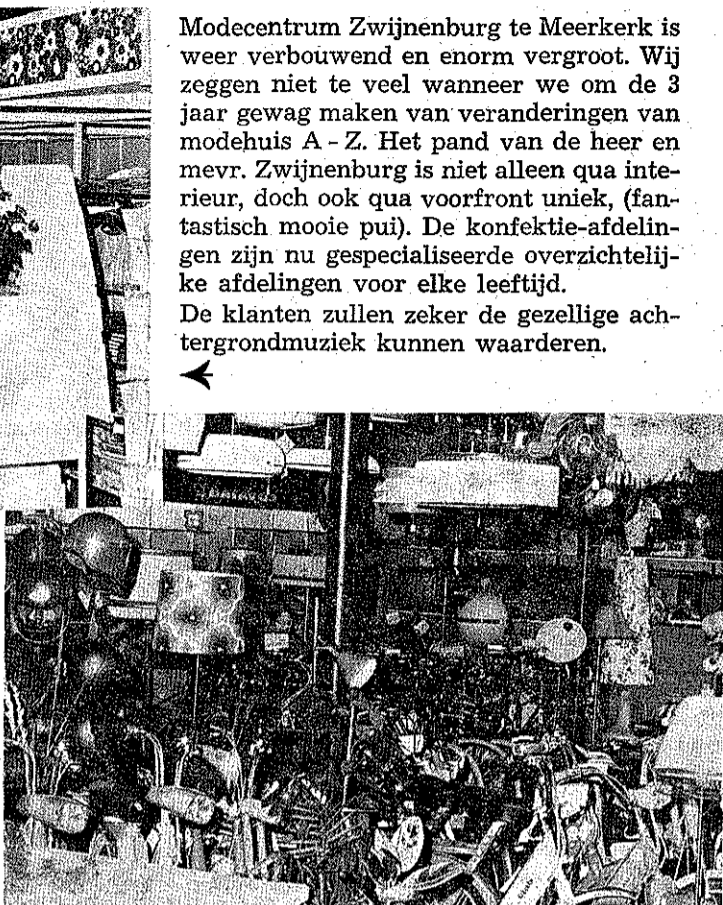 Modecentrum Zwijnenburg te Meerkerk is
weer verbouwend en enorm vergroot. Wij
zeggen niet te veel wanneer we om de 3
jaar gewag maken van veranderingen van
modehuis A - Z. Het pand van de heer en
mevr. Zwijnenburg is niet alleen qua inte-
rieur, doch ook qua voorfront uniek, (fan-
tastisch mooie pui). De konfektie-afdelin-
gen zijn nu gespecialiseerde overzichtelij-
ke afdelingen voor elke leeftijd.
De klanten zullen zeker de gezellige ach-
tergrondmuziek kunnen waarderen.